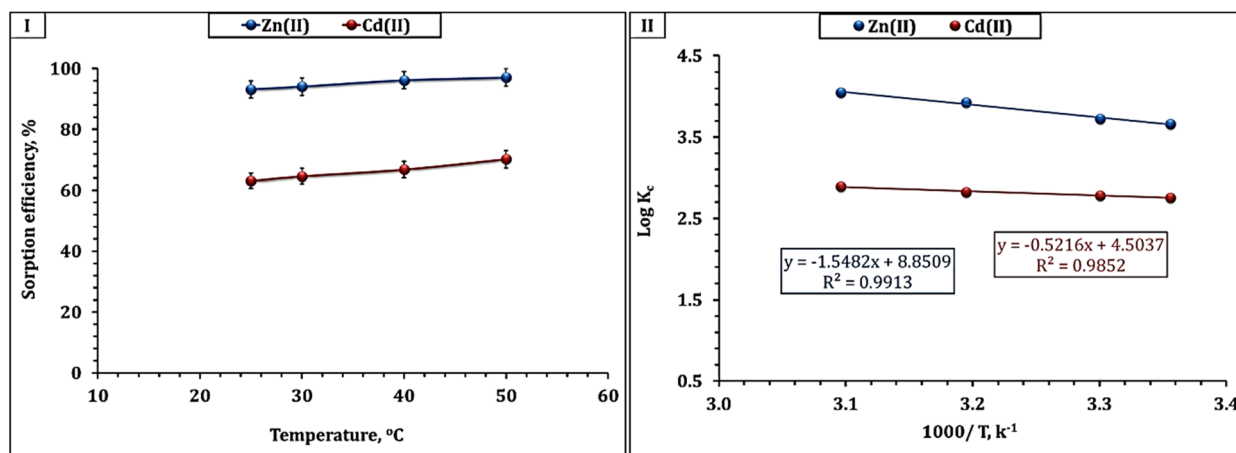 I
Zn(II) Cd(II)
100
80
60
40
20
0
Sorption efficiency, %
10 20 30 40 50 60
Temperature, ºC
II
Zn(II) Cd(II)
4.5
3.5
2.5
1.5
0.5
Log Kc
y = -1.5482x + 8.8509
R² = 0.9913
y = -0.5216x + 4.5037
R² = 0.9852
3.0 3.1 3.2 3.3 3.4
1000/ T, k⁻¹